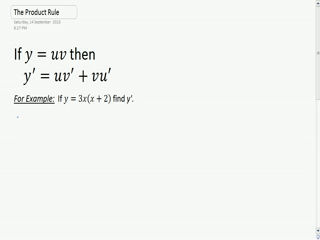 The Product Rule
Saturday, 14 September 2013
8:27 PM
If y = uv then
y′ = uv′ + vu′
For Example: If y = 3x(x + 2) find y′.